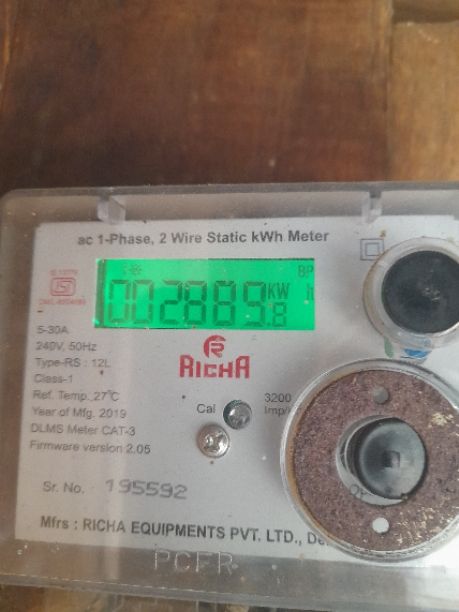 ac 1-Phase, 2 Wire Static kWh Meter
BP
002889.8 KW h
5-30A
240V, 50Hz
Type-RS : 12L
Class-1
Ref. Temp. 27°C
Year of Mfg. 2019
DLMS Meter CAT-3
Firmware version 2.05
RICHA
Cal
3200
Imp/
Sr. No. 195592
Mfrs : RICHA EQUIPMENTS PVT. LTD.,